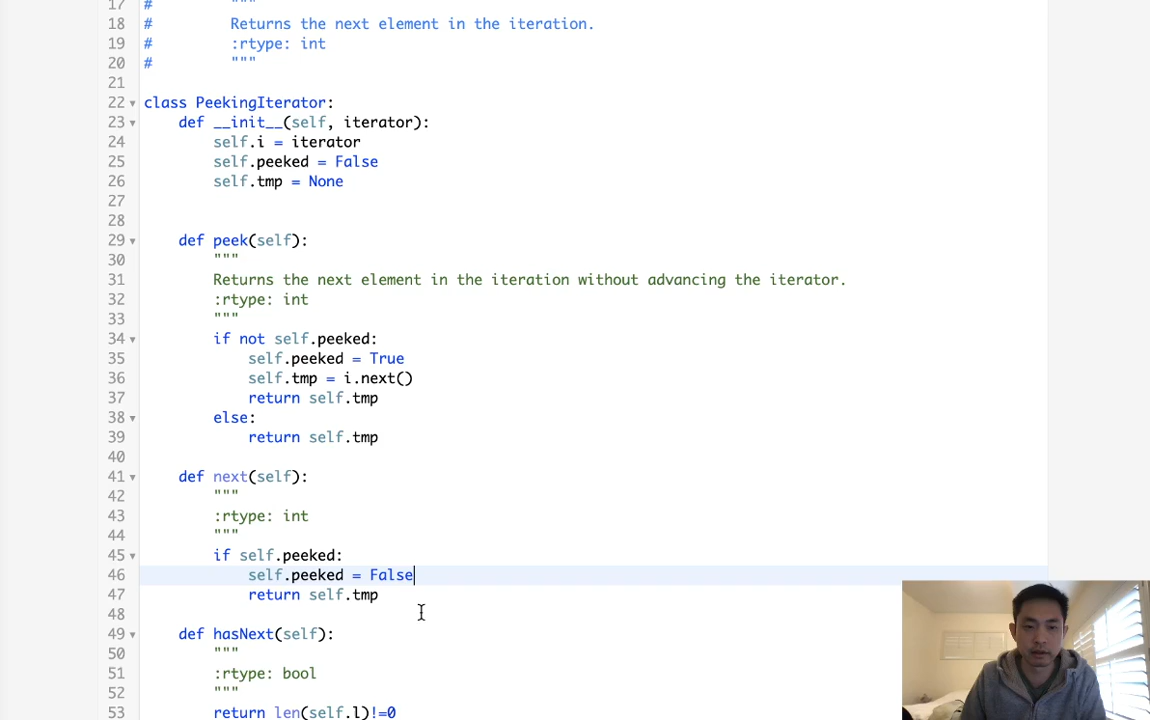 17 # """
18 # Returns the next element in the iteration.
19 # :rtype: int
20 # """
21
22 class PeekingIterator:
23 def __init__(self, iterator):
24 self.i = iterator
25 self.peeked = False
26 self.tmp = None
27
28
29 def peek(self):
30 """
31 Returns the next element in the iteration without advancing the iterator.
32 :rtype: int
33 """
34 if not self.peeked:
35 self.peeked = True
36 self.tmp = i.next()
37 return self.tmp
38 else:
39 return self.tmp
40
41 def next(self):
42 """
43 :rtype: int
44 """
45 if self.peeked:
46 self.peeked = False
47 return self.tmp
48
49 def hasNext(self):
50 """
51 :rtype: bool
52 """
53 return len(self.l)!=0